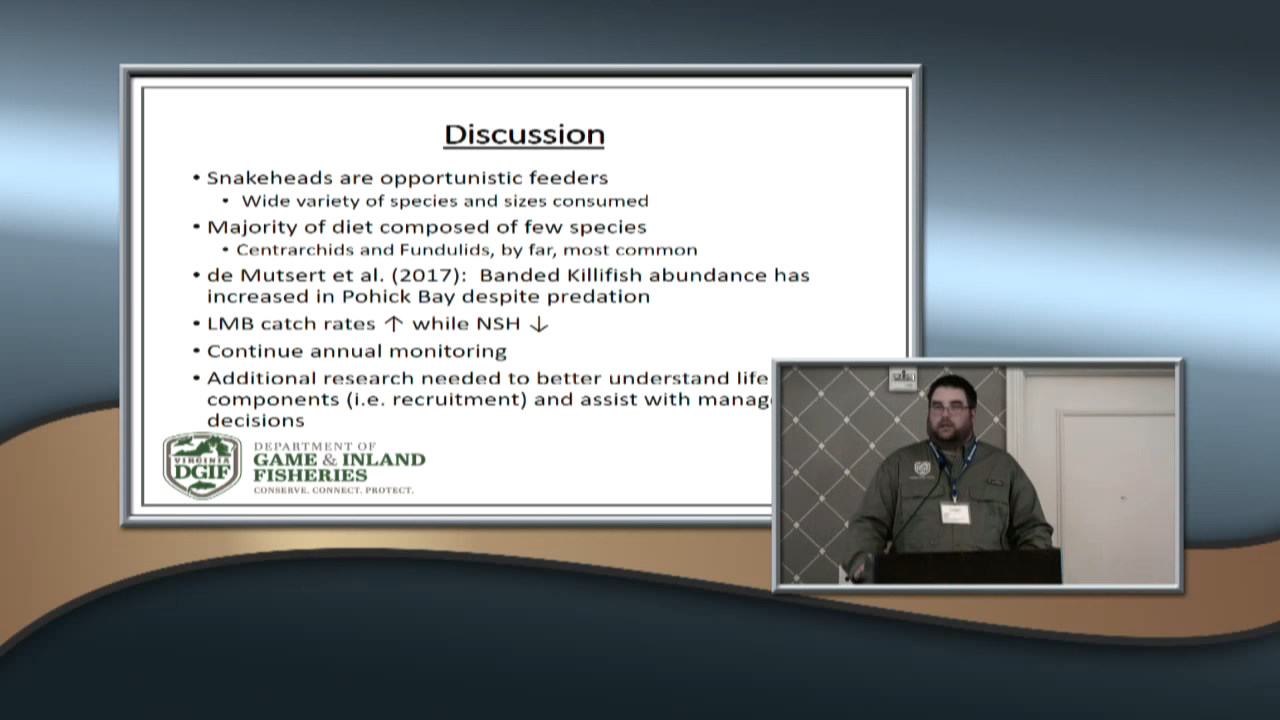 Discussion
• Snakeheads are opportunistic feeders
• Wide variety of species and sizes consumed
• Majority of diet composed of few species
• Centrarchids and Fundulids, by far, most common
• de Mutsert et al. (2017): Banded Killifish abundance has
increased in Pohick Bay despite predation
• LMB catch rates ↑ while NSH ↓
• Continue annual monitoring
• Additional research needed to better understand life
components (i.e. recruitment) and assist with manag
decisions
VIRGINIA
DGIF
DEPARTMENT OF
GAME & INLAND
FISHERIES
CONSERVE. CONNECT. PROTECT.